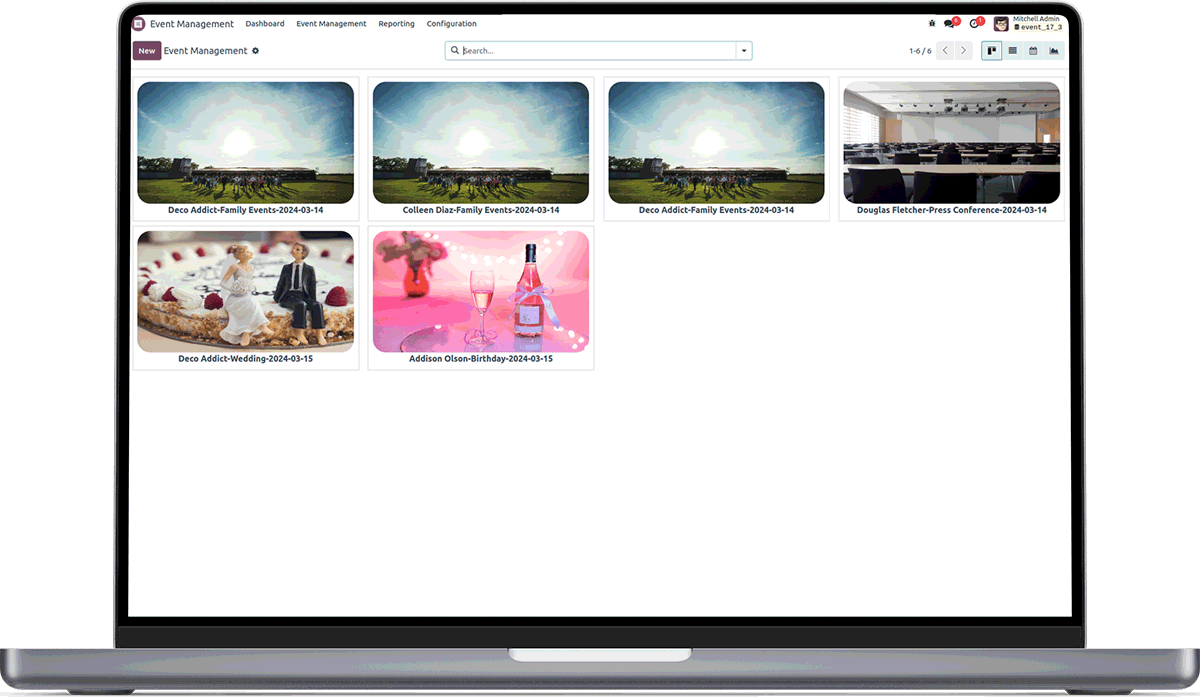 Event Management Dashboard Event Management Reporting Configuration
6 1 Mitchell Admin
event_17_3
New Event Management Search... 1-6 / 6
Deco Addict-Family Events-2024-03-14
Colleen Diaz-Family Events-2024-03-14
Deco Addict-Family Events-2024-03-14
Douglas Fletcher-Press Conference-2024-03-14
Deco Addict-Wedding-2024-03-15
Addison Olson-Birthday-2024-03-15